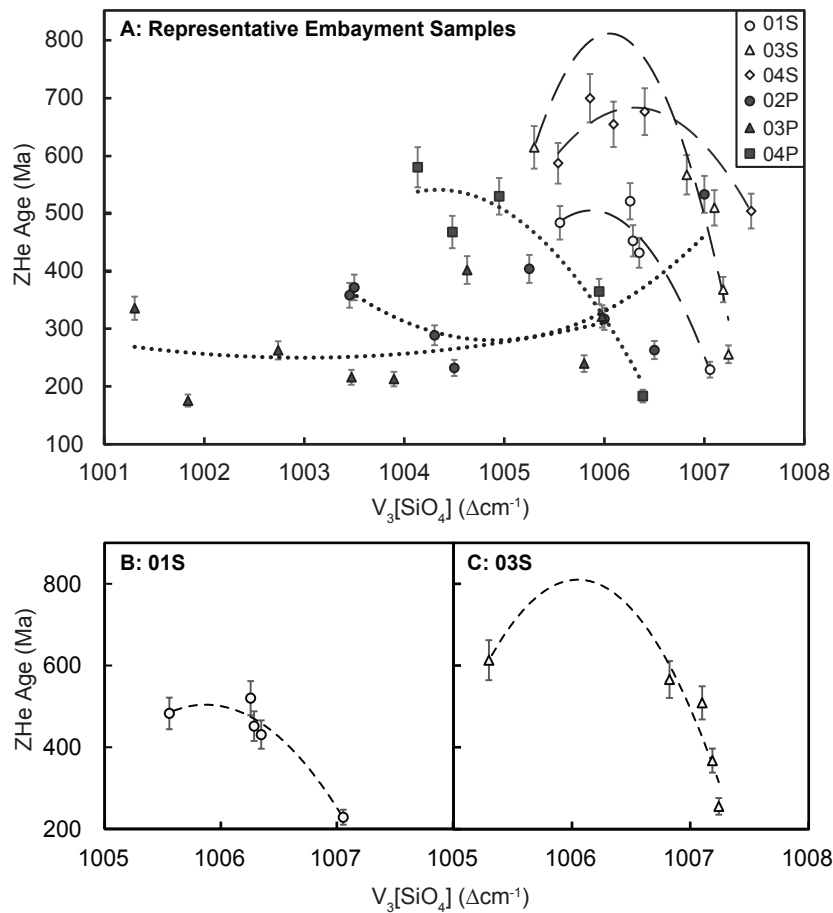 A: Representative Embayment Samples
01S
03S
04S
02P
03P
04P
800
700
600
500
400
300
200
100
ZHe Age (Ma)
1001 1002 1003 1004 1005 1006 1007 1008
V₃[SiO₄] (Δcm⁻¹)
B: 01S
C: 03S
800
600
400
200
ZHe Age (Ma)
1005 1006 1007 1005 1006 1007 1008
V₃[SiO₄] (Δcm⁻¹)